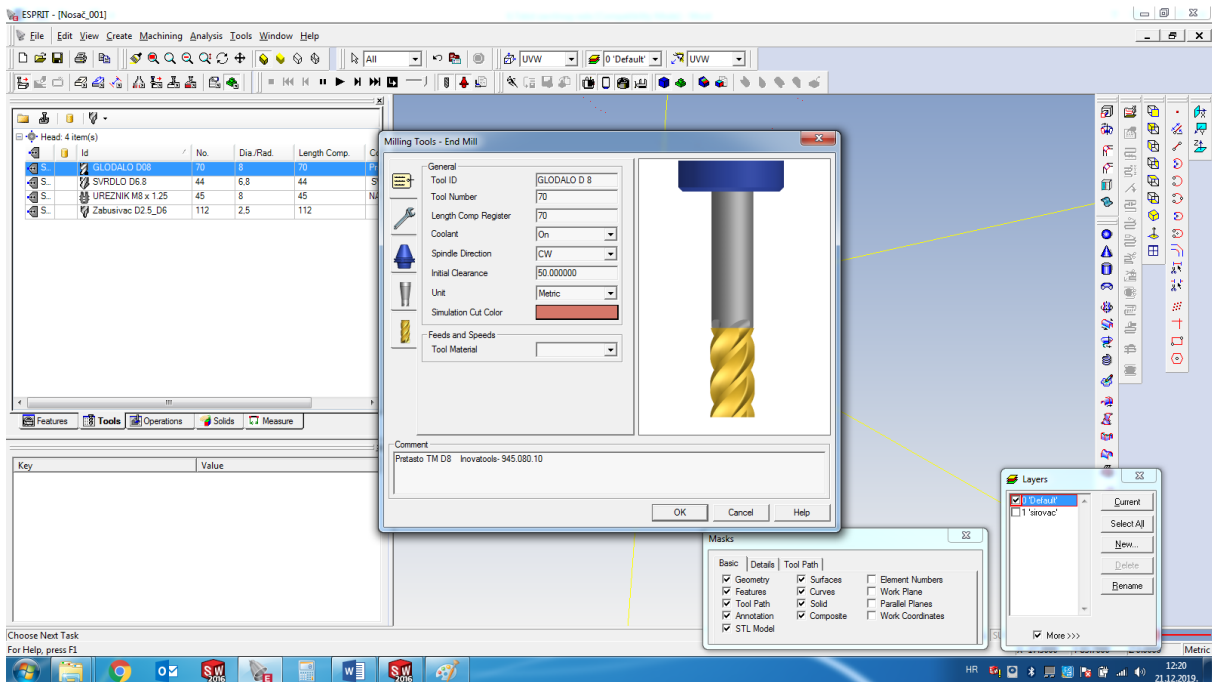 ESPRIT - [Nosač_001]
File Edit View Create Machining Analysis Tools Window Help
All UVW 0 'Default' UVW
Head: 4 item(s)
Id No. Dia./Rad. Length Comp.
S.. GLODALO D08 70 8 70
S.. SVRDLO D6.8 44 6,8 44
S.. UREZNIK M8 x 1.25 45 8 45
S.. Zabusivac D2.5_D6 112 2,5 112
Features Tools Operations Solids Measure
Key Value
Milling Tools - End Mill
General
Tool ID GLODALO D 8
Tool Number 70
Length Comp Register 70
Coolant On
Spindle Direction CW
Initial Clearance 50.000000
Unit Metric
Simulation Cut Color
Feeds and Speeds
Tool Material
Comment
Pratasto TM D8 Inovatools- 945.080.10
OK Cancel Help
Masks
Basic Details Tool Path
Geometry Surfaces Element Numbers
Features Curves Work Plane
Tool Path Solid Parallel Planes
Annotation Composite Work Coordinates
STL Model
Layers
0 'Default' Current
1 'sirovac'
Select All
New...
Delete
Rename
More >>>
Choose Next Task
For Help, press F1
Metric
HR
12:20
21.12.2019.